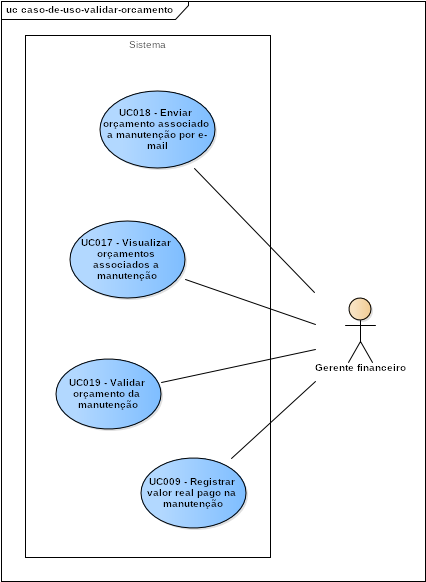 uc caso-de-uso-validar-orcamento
Sistema
UC018 - Enviar
orçamento associado
a manutenção por e-
mail
UC017 - Visualizar
orçamentos
associados a
manutenção
Gerente financeiro
UC019 - Validar
orçamento da
manutenção
UC009 - Registrar
valor real pago na
manutenção